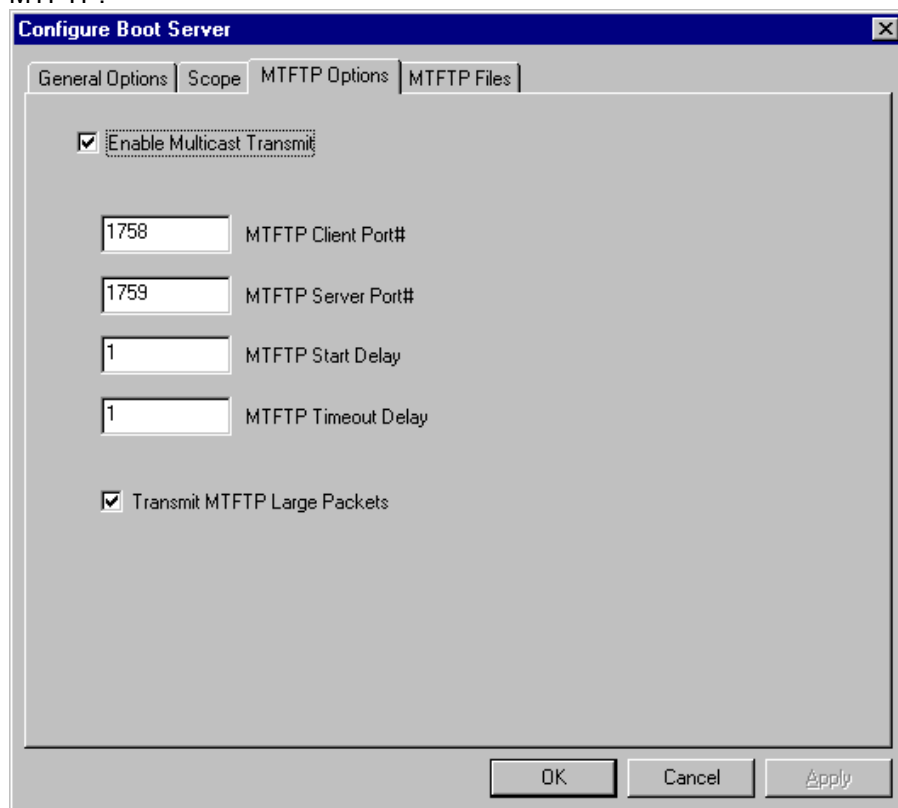 MTFTP.
Configure Boot Server
General Options Scope MTFTP Options MTFTP Files
Enable Multicast Transmit
1758 MTFTP Client Port#
1759 MTFTP Server Port#
1 MTFTP Start Delay
1 MTFTP Timeout Delay
Transmit MTFTP Large Packets
OK Cancel Apply